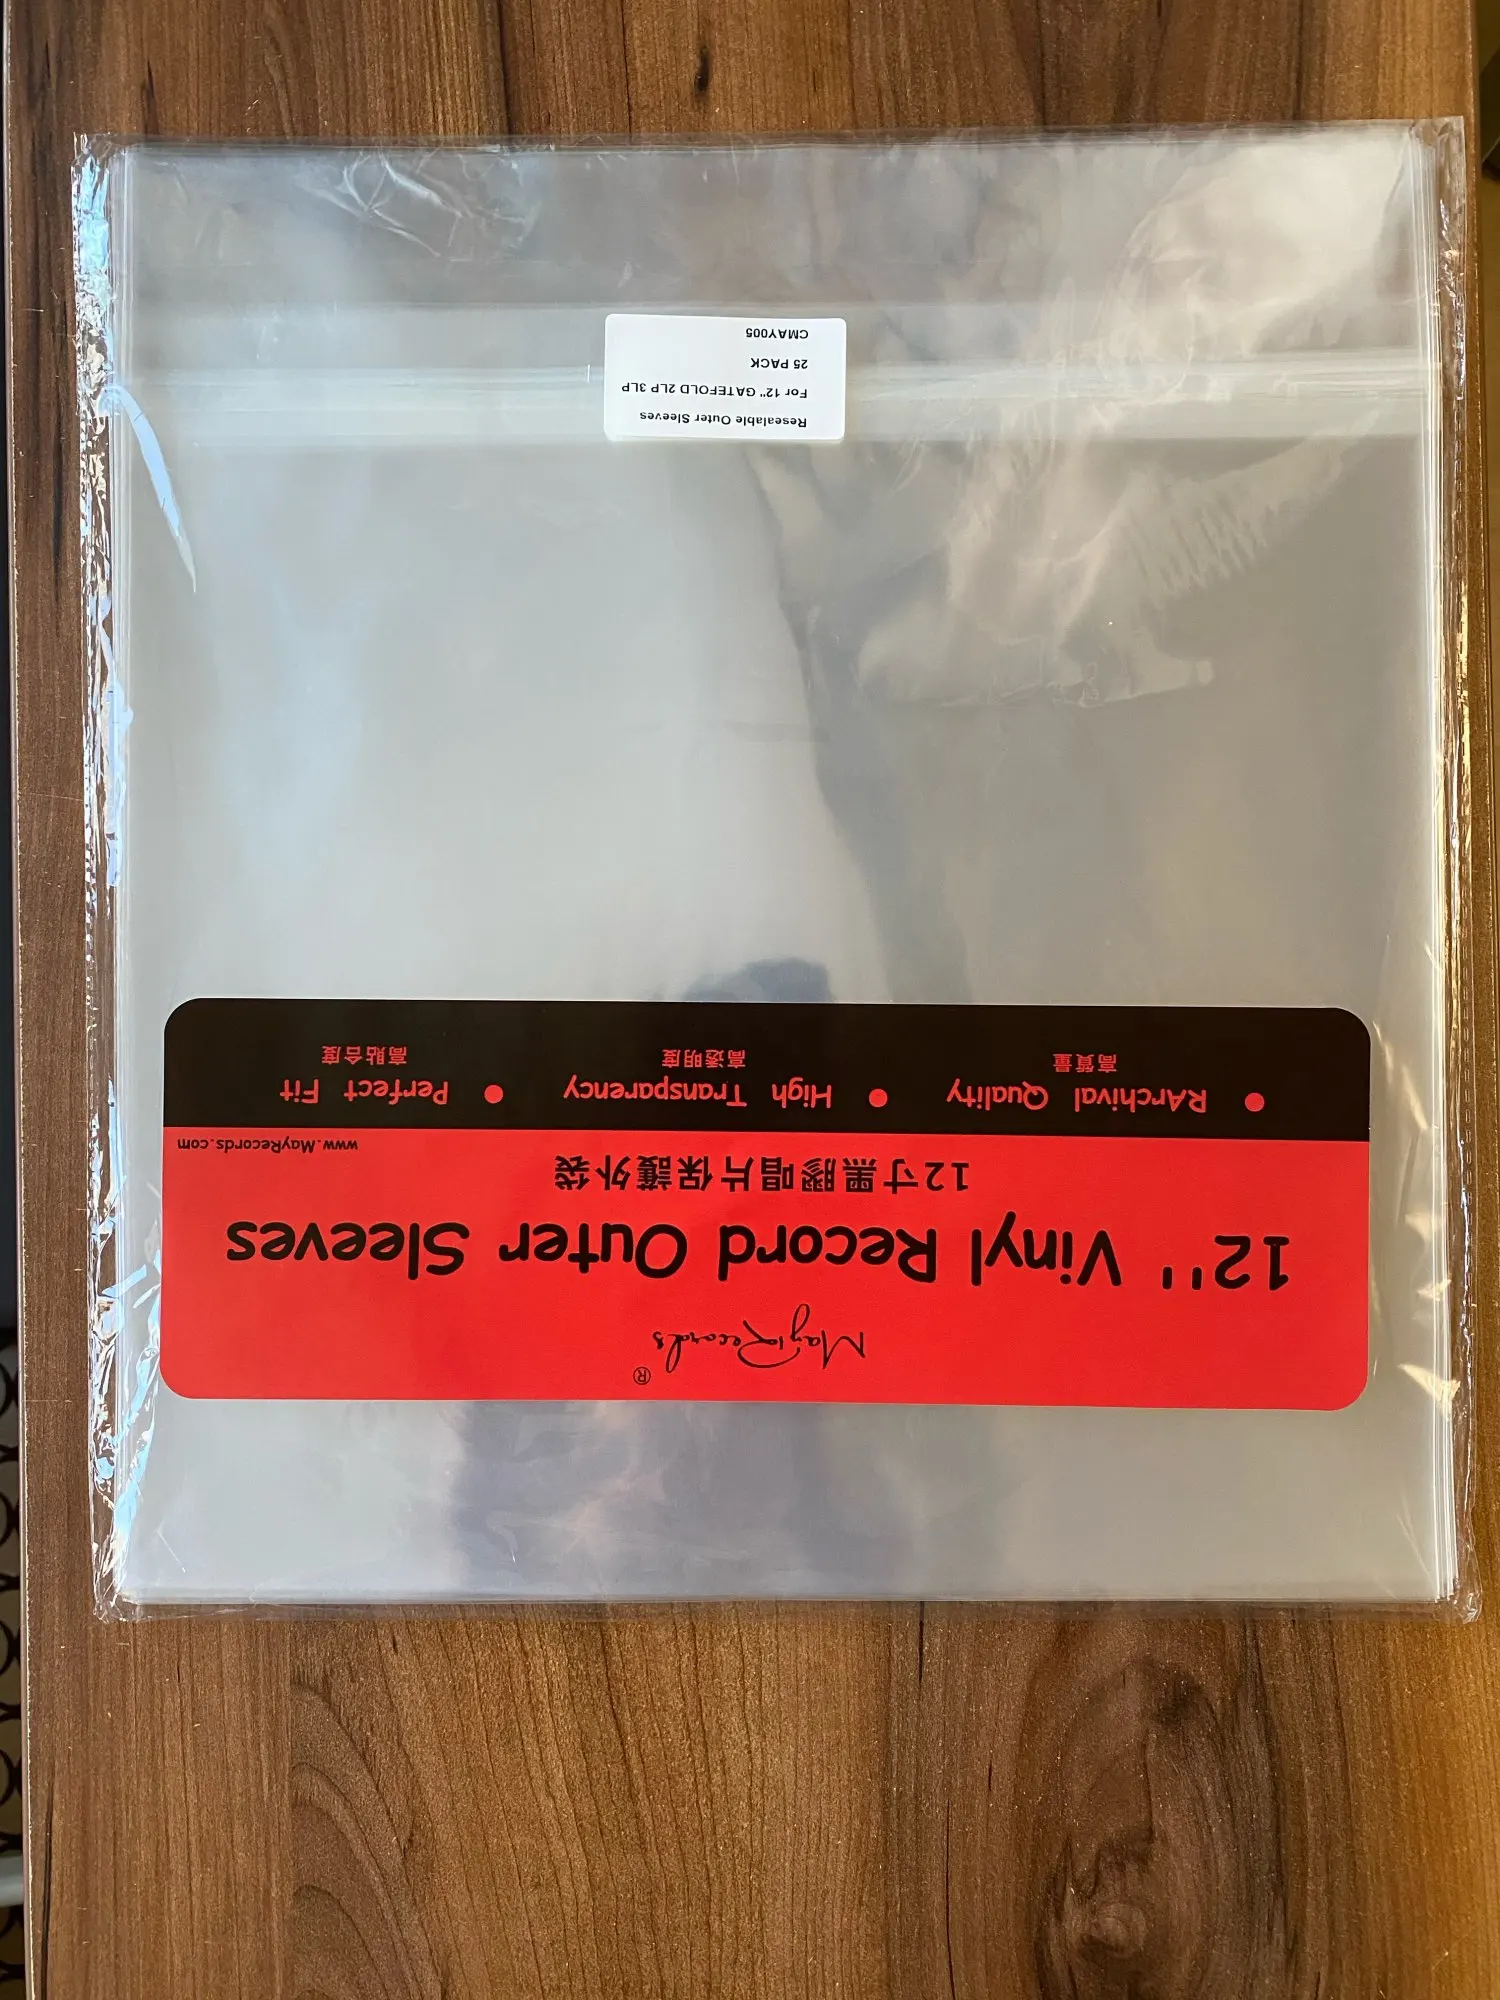 MayRecords®
12'' Vinyl Record Outer Sleeves
12寸黑膠唱片保護外袋
www.MayRecords.com
● RArchival Quality ● High Transparency ● Perfect Fit
高質量 高透明度 高貼合度
Resealable Outer Sleeves
For 12" GATEFOLD 2LP 3LP
25 PACK
CMAY005